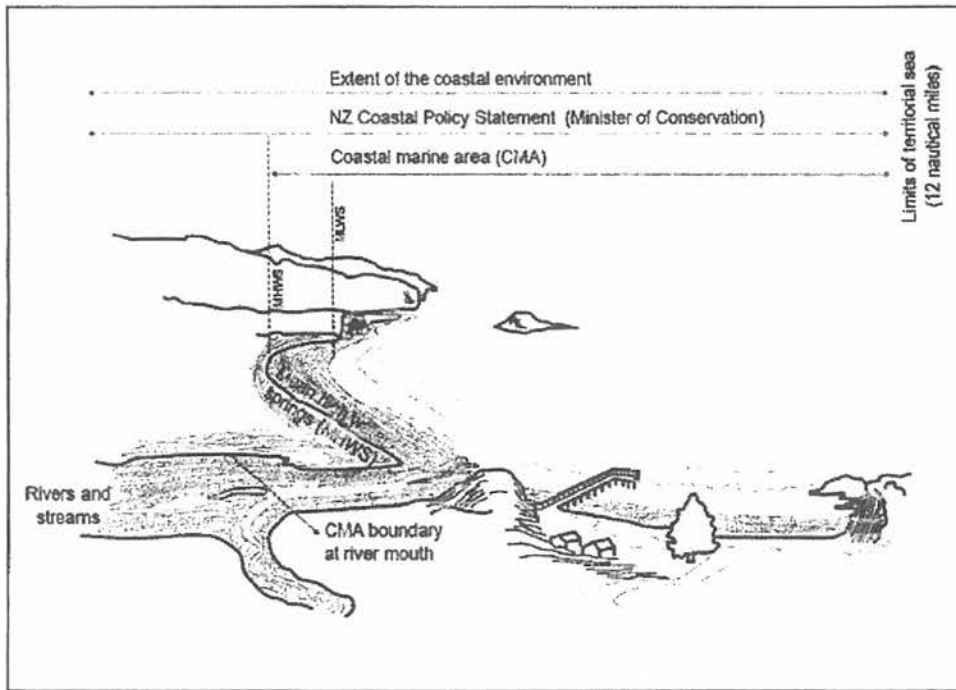 Extent of the coastal environment
NZ Coastal Policy Statement (Minister of Conservation)
Coastal marine area (CMA)
Limits of territorial sea
(12 nautical miles)
MLWS
MHWS
springs (MHWS)
Rivers and
streams
CMA boundary
at river mouth